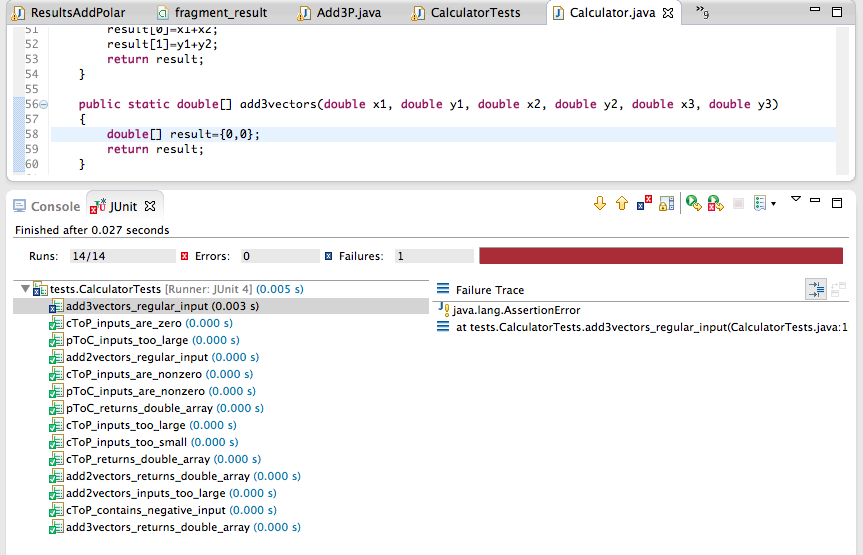 ResultsAddPolar fragment_result Add3P.java CalculatorTests Calculator.java »9
51 result[0]=x1+x2;
52 result[1]=y1+y2;
53 return result;
54 }
55
56 public static double[] add3vectors(double x1, double y1, double x2, double y2, double x3, double y3)
57 {
58 double[] result={0,0};
59 return result;
60 }
Console JUnit
Finished after 0.027 seconds
Runs: 14/14 Errors: 0 Failures: 1
tests.CalculatorTests [Runner: JUnit 4] (0.005 s)
add3vectors_regular_input (0.003 s)
cToP_inputs_are_zero (0.000 s)
pToC_inputs_too_large (0.000 s)
add2vectors_regular_input (0.000 s)
cToP_inputs_are_nonzero (0.000 s)
pToC_inputs_are_nonzero (0.000 s)
pToC_returns_double_array (0.000 s)
cToP_inputs_too_large (0.000 s)
cToP_inputs_too_small (0.000 s)
cToP_returns_double_array (0.000 s)
add2vectors_returns_double_array (0.000 s)
add2vectors_inputs_too_large (0.000 s)
cToP_contains_negative_input (0.000 s)
add3vectors_returns_double_array (0.000 s)
Failure Trace
java.lang.AssertionError
at tests.CalculatorTests.add3vectors_regular_input(CalculatorTests.java:1